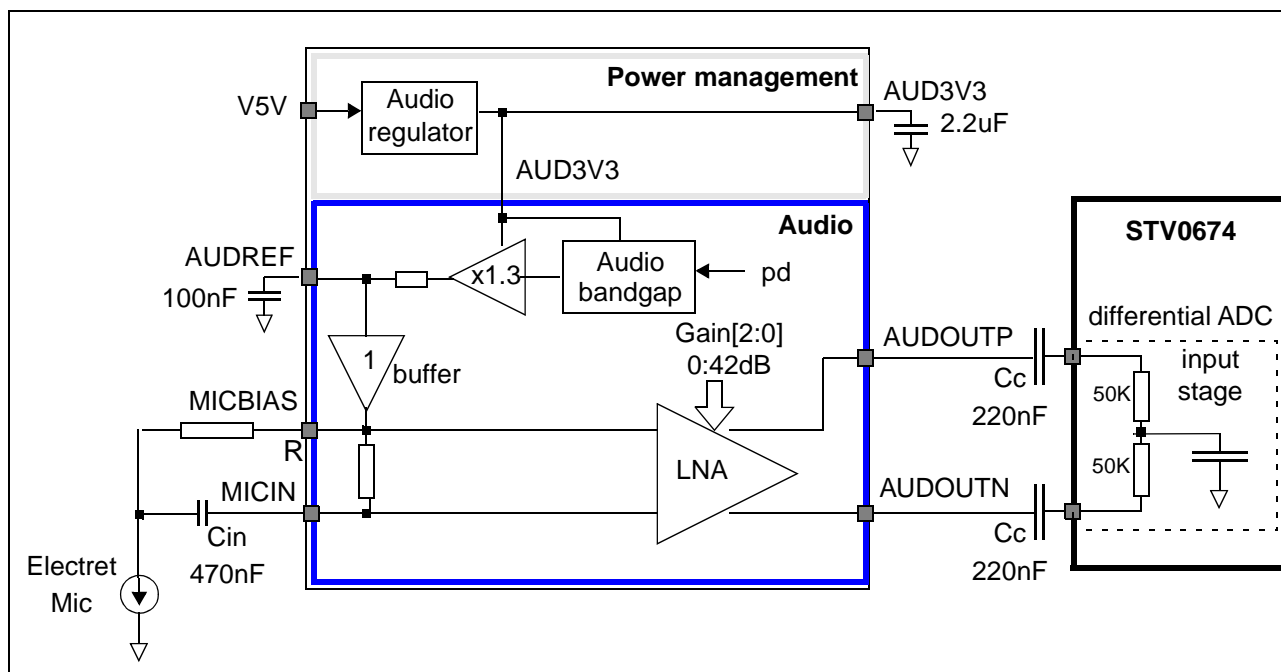 Power management
V5V
Audio
regulator
AUD3V3
2.2uF
AUD3V3
Audio
STV0674
AUDREF
100nF
x1.3
Audio
bandgap
pd
differential ADC
Gain[2:0]
0:42dB
AUDOUTP
input
stage
1
buffer
Cc
220nF
50K
MICBIAS
R
LNA
50K
MICIN
AUDOUTN
Cin
470nF
Cc
220nF
Electret
Mic